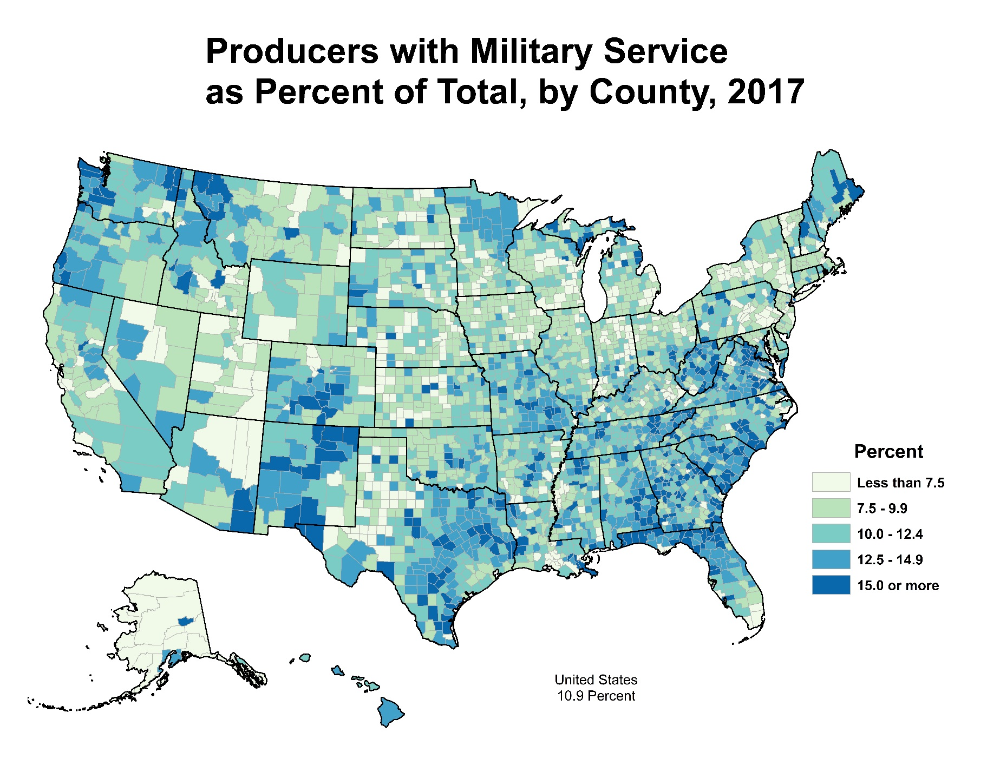 Producers with Military Service
as Percent of Total, by County, 2017
Percent
Less than 7.5
7.5 - 9.9
10.0 - 12.4
12.5 - 14.9
15.0 or more
United States
10.9 Percent